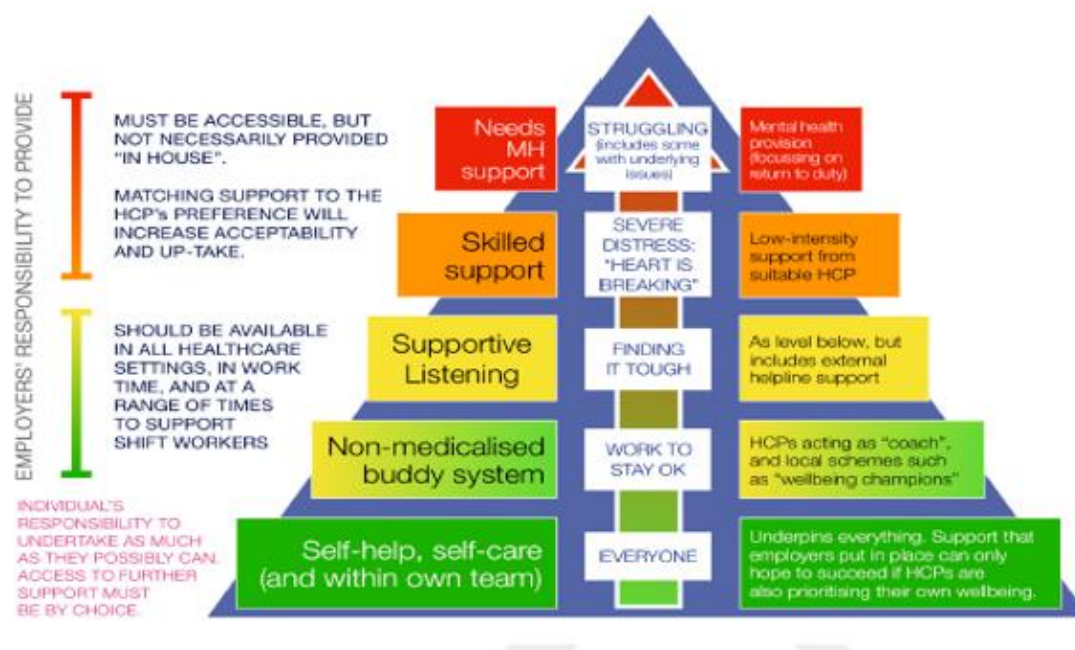 EMPLOYERS' RESPONSIBILITY TO PROVIDE
MUST BE ACCESSIBLE, BUT
NOT NECESSARILY PROVIDED
"IN HOUSE".
MATCHING SUPPORT TO THE
HCP's PREFERENCE WILL
INCREASE ACCEPTABILITY
AND UP-TAKE.
SHOULD BE AVAILABLE
IN ALL HEALTHCARE
SETTINGS, IN WORK
TIME, AND AT A
RANGE OF TIMES
TO SUPPORT
SHIFT WORKERS
INDIVIDUAL'S
RESPONSIBILITY TO
UNDERTAKE AS MUCH
AS THEY POSSIBLY CAN.
ACCESS TO FURTHER
SUPPORT MUST
BE BY CHOICE.
Needs
MH
support
STRUGGLING
(includes some
with underlying
issues)
Mental health
provision
(focussing on
return to duty)
Skilled
support
SEVERE
DISTRESS:
"HEART IS
BREAKING"
Low-intensity
support from
suitable HCP
Supportive
Listening
FINDING
IT TOUGH
As level below, but
includes external
helpline support
Non-medicalised
buddy system
WORK TO
STAY OK
HCPs acting as "coach",
and local schemes such
as "wellbeing champions"
Self-help, self-care
(and within own team)
EVERYONE
Underpins everything. Support that
employers put in place can only
hope to succeed if HCPs are
also prioritising their own wellbeing.